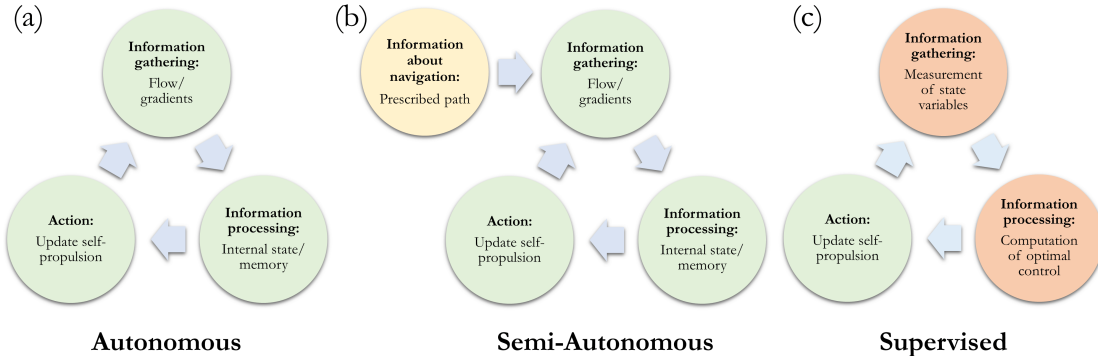 (a)
Information
gathering:
Flow/
gradients
Action:
Update self-
propulsion
Information
processing:
Internal state/
memory
Autonomous
(b)
Information
about
navigation:
Prescribed path
Information
gathering:
Flow/
gradients
Action:
Update self-
propulsion
Information
processing:
Internal state/
memory
Semi-Autonomous
(c)
Information
gathering:
Measurement
of state
variables
Action:
Update self-
propulsion
Information
processing:
Computation
of optimal
control
Supervised